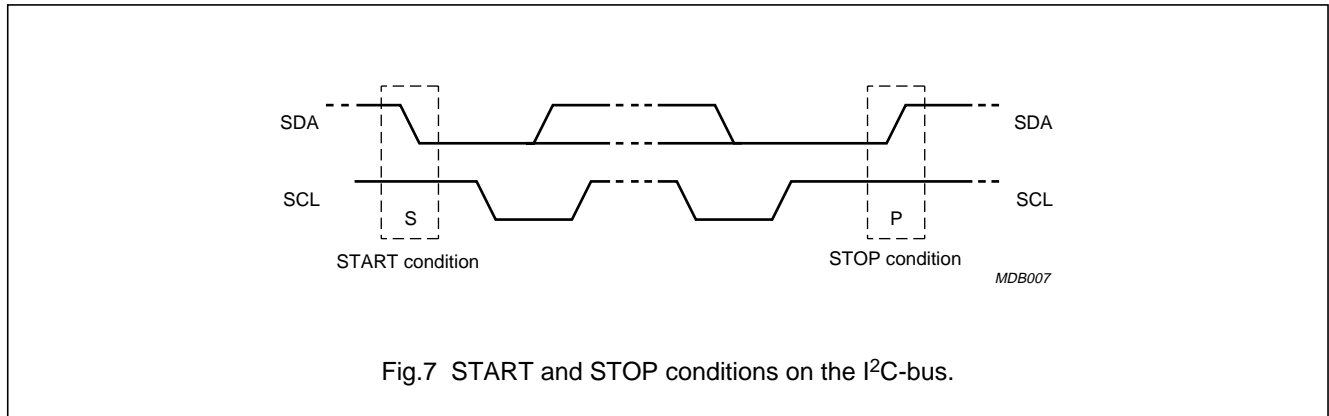 SDA SDA
SCL SCL
S P
START condition STOP condition
MDB007
Fig.7 START and STOP conditions on the I²C-bus.